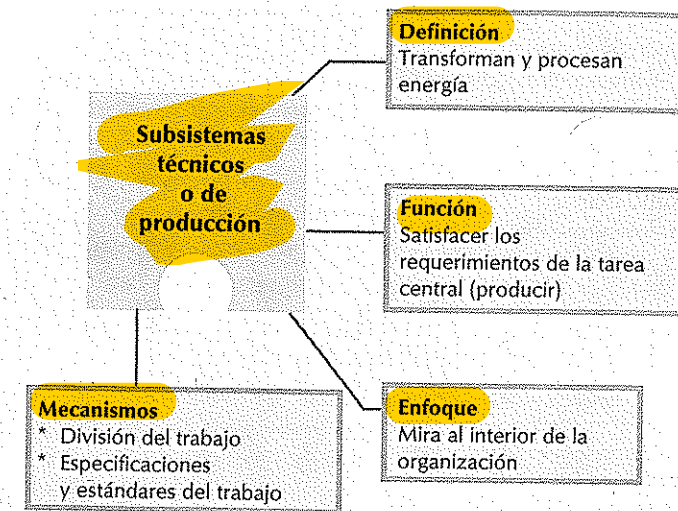 Subsistemas
técnicos
o de
producción
Definición
Transforman y procesan
energía
Función
Satisfacer los
requerimientos de la tarea
central (producir)
Enfoque
Mira al interior de la
organización
Mecanismos
* División del trabajo
* Especificaciones
y estándares del trabajo